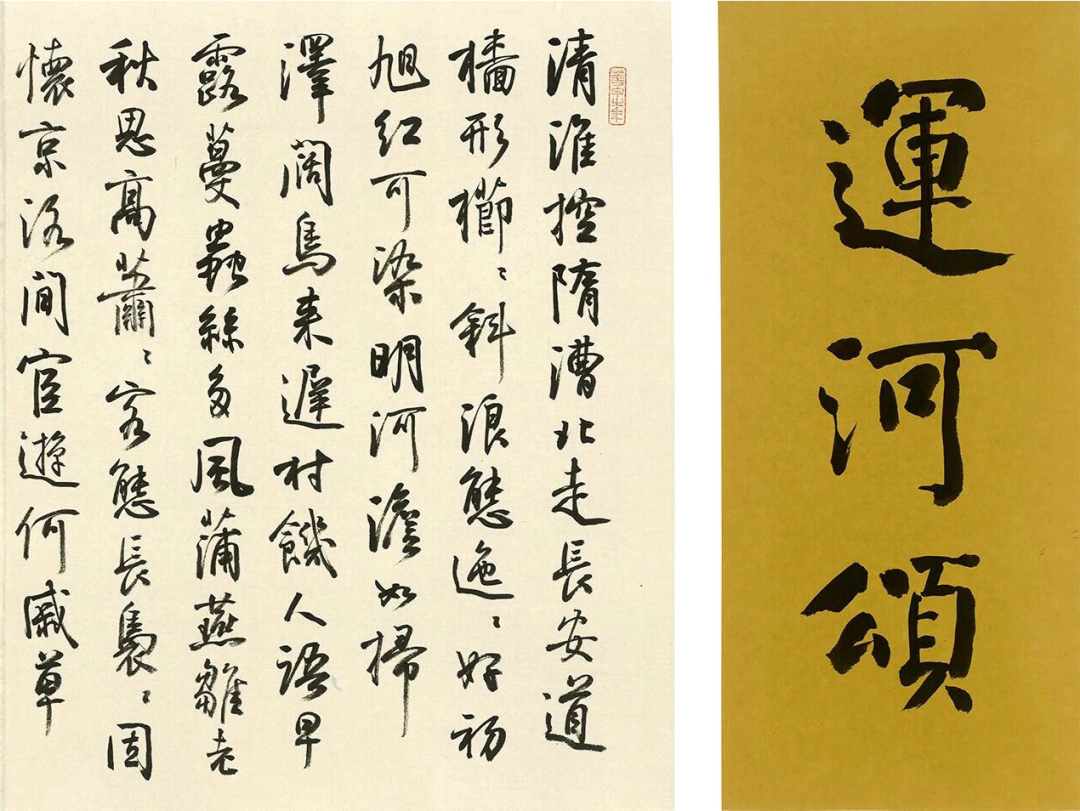 運河頌
清淮控隋漕北走長安道
檣形櫛〻斜浪態迤〻好初
旭紅可染明河澹如掃
澤闊鳥来遲村饑人語早
露蔓蟲絲多風蒲燕雛老
秋思高蕭〻客態長裊〻因
懷京洛間宦遊何戚草